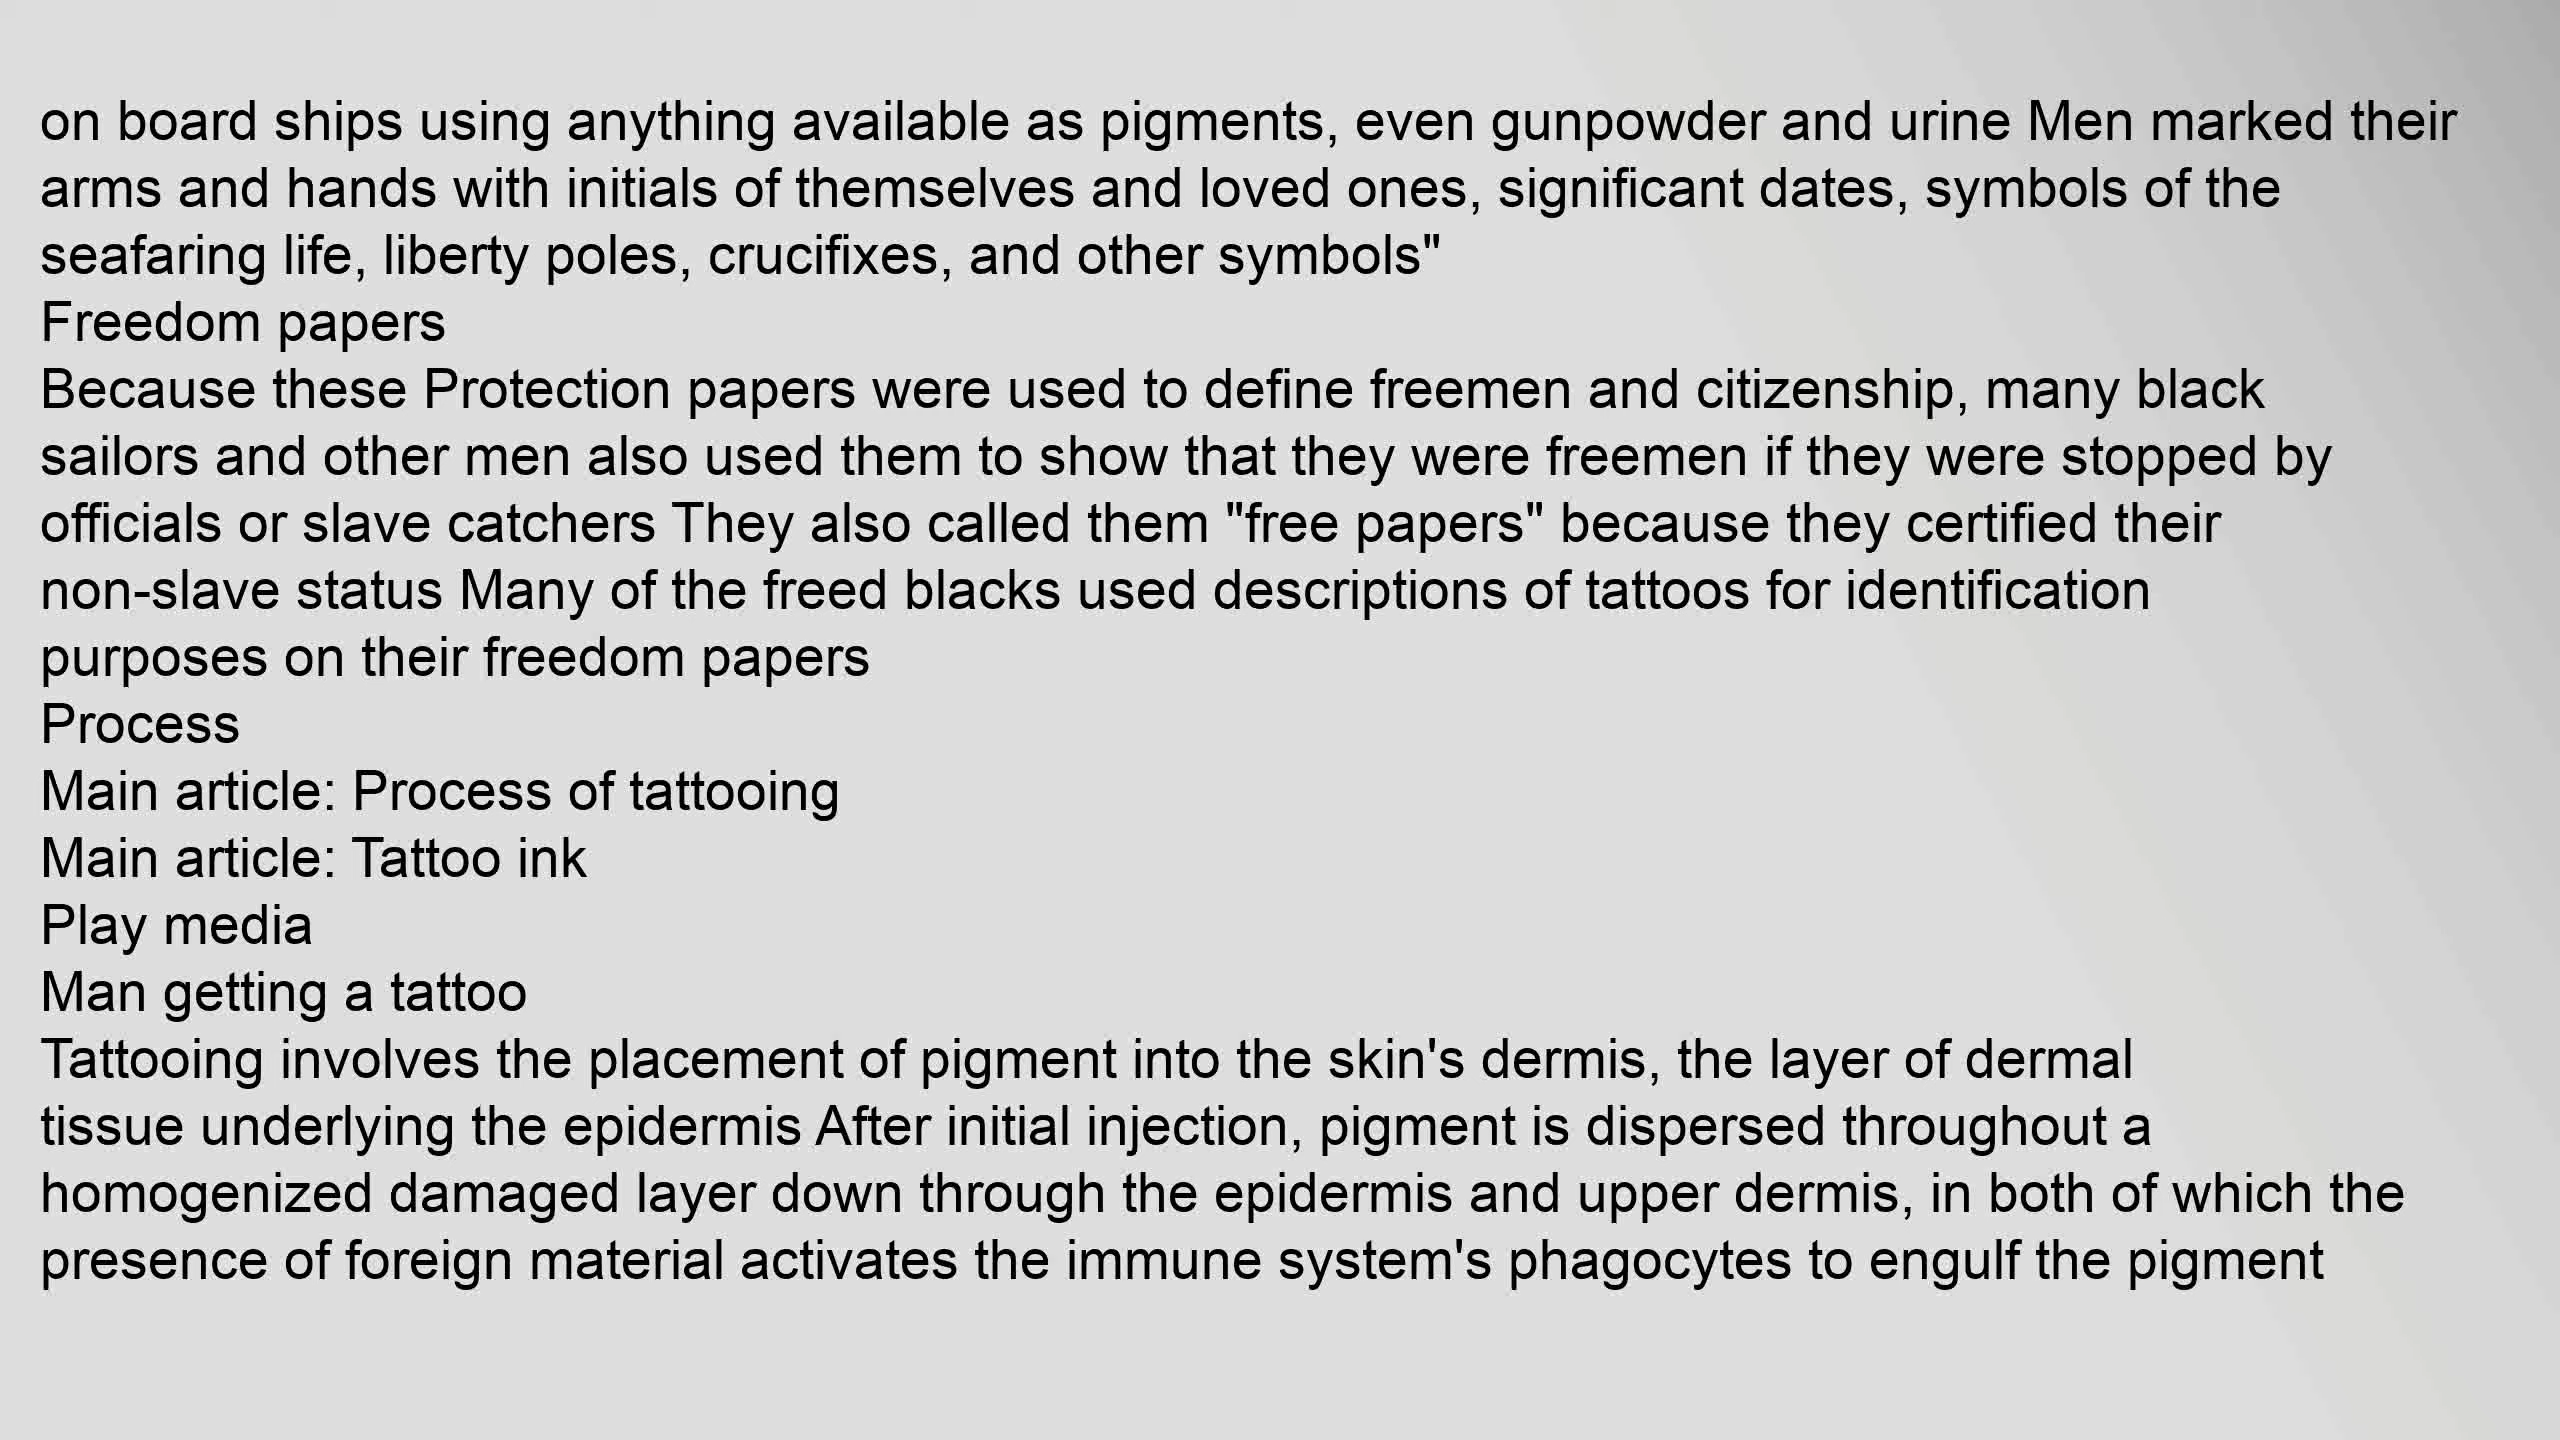 on board ships using anything available as pigments, even gunpowder and urine Men marked their
arms and hands with initials of themselves and loved ones, significant dates, symbols of the
seafaring life, liberty poles, crucifixes, and other symbols"
Freedom papers
Because these Protection papers were used to define freemen and citizenship, many black
sailors and other men also used them to show that they were freemen if they were stopped by
officials or slave catchers They also called them "free papers" because they certified their
non-slave status Many of the freed blacks used descriptions of tattoos for identification
purposes on their freedom papers
Process
Main article: Process of tattooing
Main article: Tattoo ink
Play media
Man getting a tattoo
Tattooing involves the placement of pigment into the skin's dermis, the layer of dermal
tissue underlying the epidermis After initial injection, pigment is dispersed throughout a
homogenized damaged layer down through the epidermis and upper dermis, in both of which the
presence of foreign material activates the immune system's phagocytes to engulf the pigment